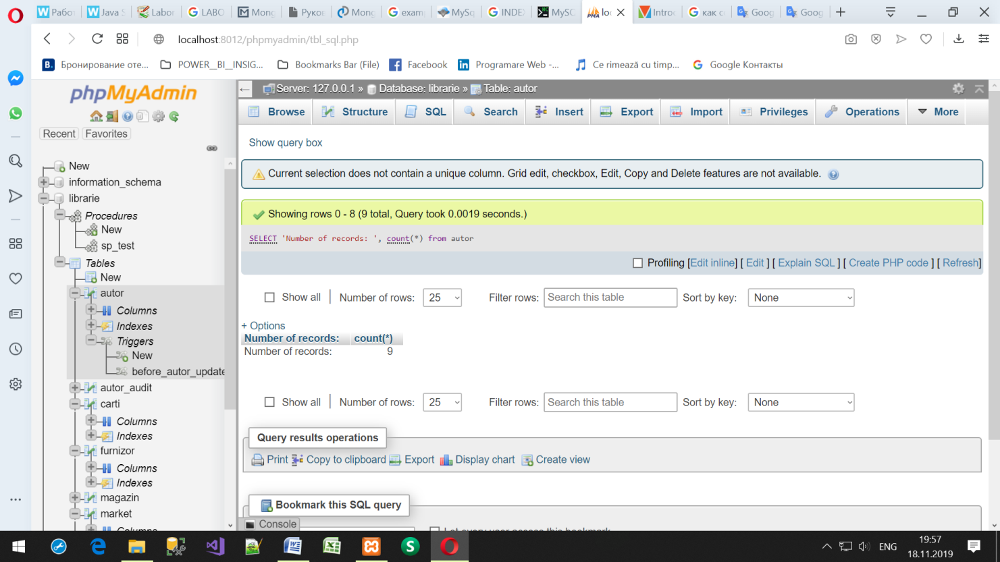 Работ
Java S
Labor
LABO
Mong
Руков
Mong
examp
MySq
INDEX
MySC
loc
Introd
как со
Goog
Goog
localhost:8012/phpmyadmin/tbl_sql.php
B. Бронирование оте...
POWER__BI__INSIG...
Bookmarks Bar (File)
Facebook
Programare Web -...
Ce rimează cu timp...
Google Контакты
phpMyAdmin
Recent
Favorites
New
information_schema
librarie
Procedures
New
sp_test
Tables
New
autor
Columns
Indexes
Triggers
New
before_autor_update
autor_audit
carti
Columns
Indexes
furnizor
Columns
Indexes
magazin
market
Columns
Server: 127.0.0.1 » Database: librarie » Table: autor
Browse
Structure
SQL
Search
Insert
Export
Import
Privileges
Operations
More
Show query box
Current selection does not contain a unique column. Grid edit, checkbox, Edit, Copy and Delete features are not available.
Showing rows 0 - 8 (9 total, Query took 0.0019 seconds.)
SELECT 'Number of records: ', count(*) from autor
Profiling [Edit inline] [ Edit ] [ Explain SQL ] [ Create PHP code ] [ Refresh]
Show all | Number of rows: 25 Filter rows: Search this table Sort by key: None
+ Options
Number of records: count(*)
Number of records: 9
Show all | Number of rows: 25 Filter rows: Search this table Sort by key: None
Query results operations
Print Copy to clipboard Export Display chart Create view
Bookmark this SQL query
Console
Let every user access this bookmark
ENG
19:57
18.11.2019